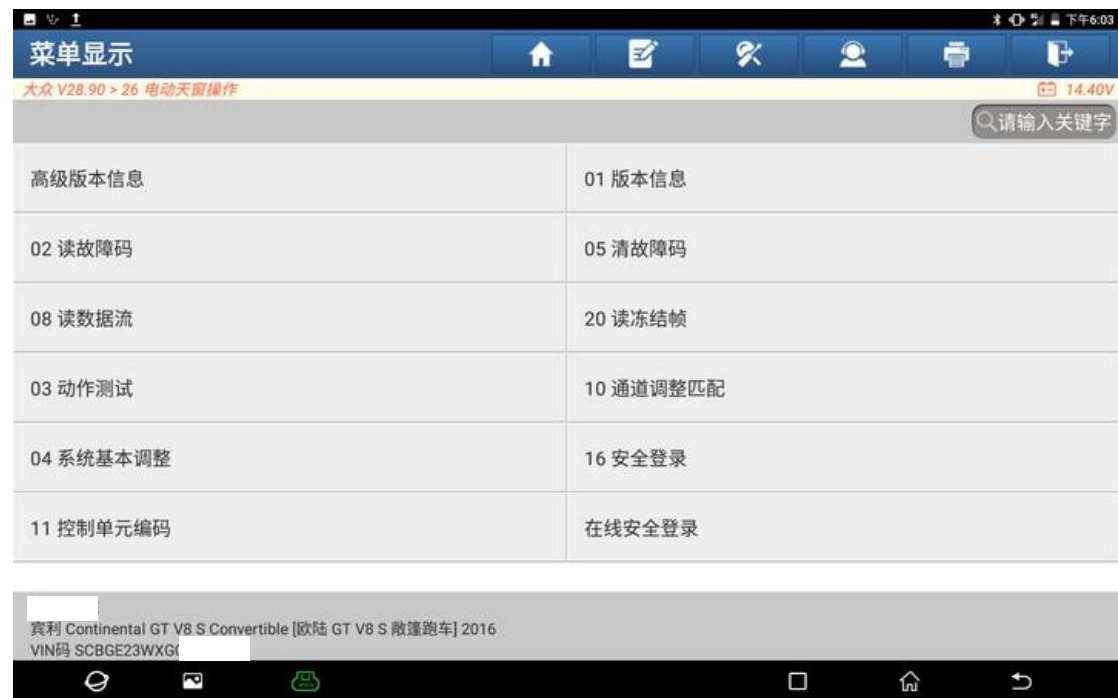 下午6:03
菜单显示
大众 V28.90 > 26 电动天窗操作
14.40V
请输入关键字
高级版本信息
01 版本信息
02 读故障码
05 清故障码
08 读数据流
20 读冻结帧
03 动作测试
10 通道调整匹配
04 系统基本调整
16 安全登录
11 控制单元编码
在线安全登录
宾利 Continental GT V8 S Convertible [欧陆 GT V8 S 敞篷跑车] 2016
VIN码 SCBGE23WXG